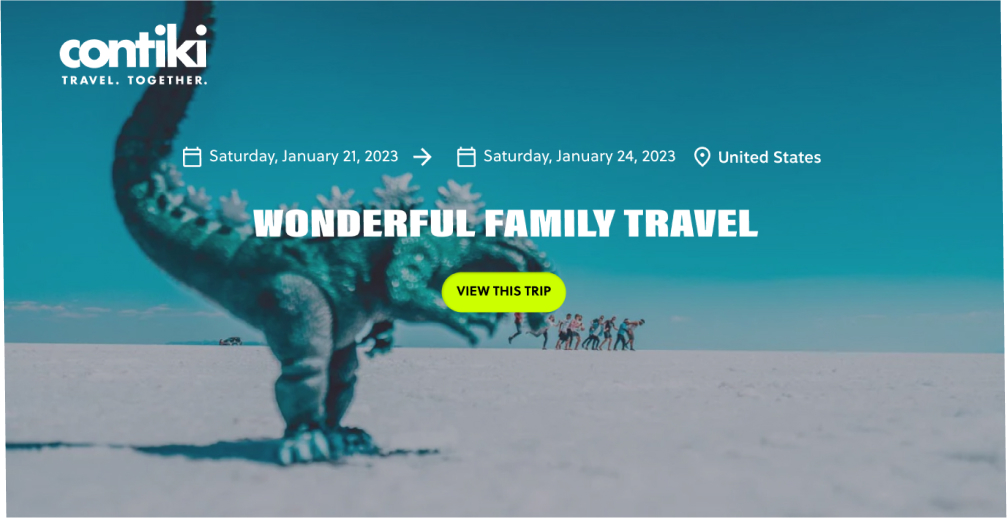 contiki
TRAVEL. TOGETHER.
Saturday, January 21, 2023 → Saturday, January 24, 2023 United States
WONDERFUL FAMILY TRAVEL
VIEW THIS TRIP